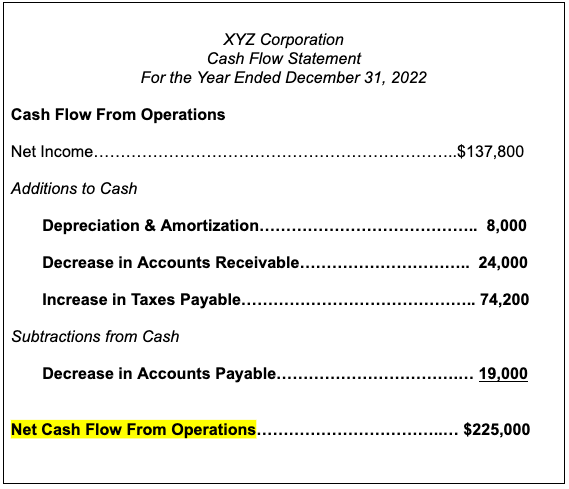 XYZ Corporation
Cash Flow Statement
For the Year Ended December 31, 2022
Cash Flow From Operations
Net Income…………………………………………………………..$137,800
Additions to Cash
Depreciation & Amortization………………………………….. 8,000
Decrease in Accounts Receivable………………………….. 24,000
Increase in Taxes Payable…………………………………….. 74,200
Subtractions from Cash
Decrease in Accounts Payable…………………………….… 19,000
Net Cash Flow From Operations……………………………..… $225,000